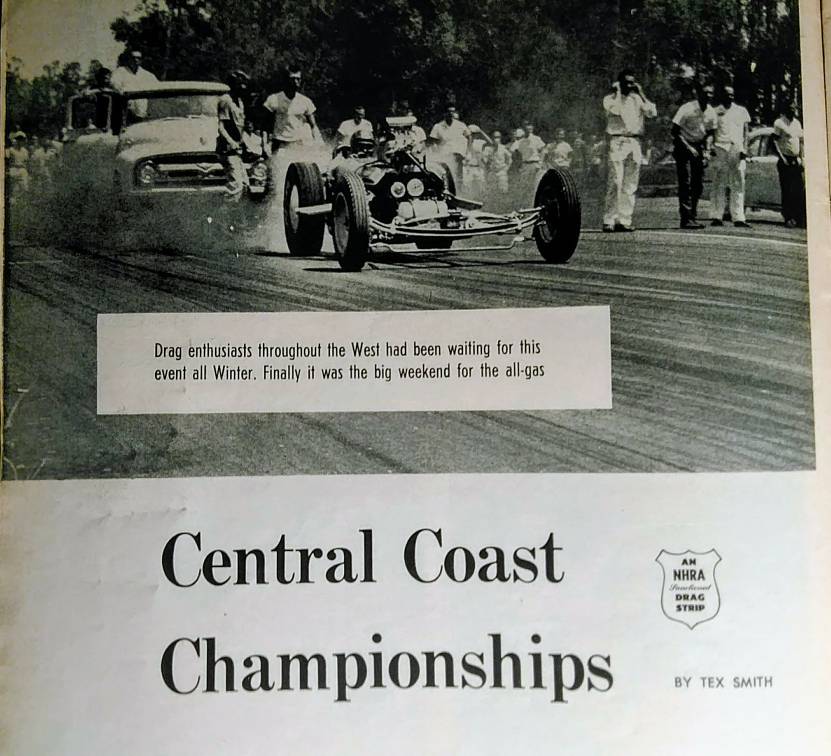 Drag enthusiasts throughout the West had been waiting for this
event all Winter. Finally it was the big weekend for the all-gas
Central Coast
Championships
AN
NHRA
Sanctioned
DRAG
STRIP
BY TEX SMITH